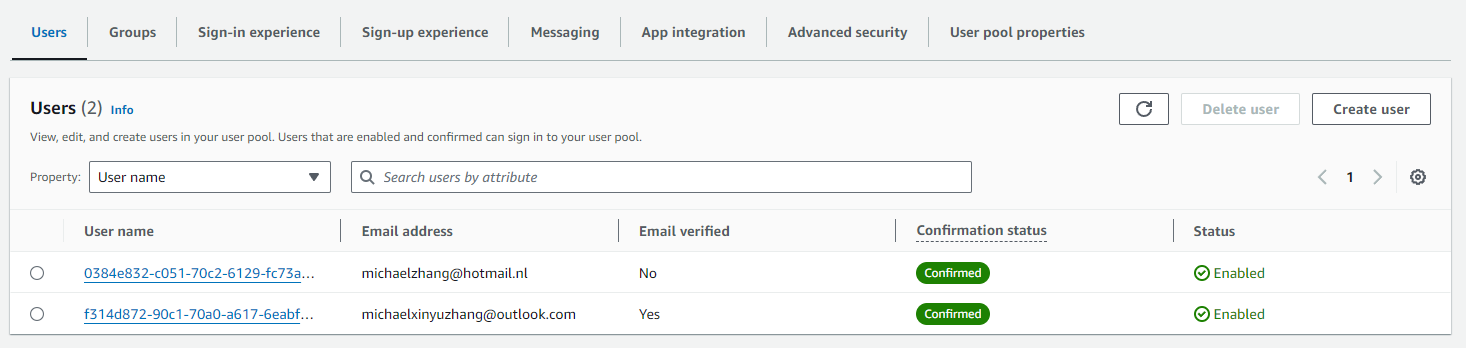 Users Groups Sign-in experience Sign-up experience Messaging App integration Advanced security User pool properties
Users (2) Info
Delete user Create user
View, edit, and create users in your user pool. Users that are enabled and confirmed can sign in to your user pool.
Property: User name Search users by attribute 1
User name Email address Email verified Confirmation status Status
0384e832-c051-70c2-6129-fc73a... michaelzhang@hotmail.nl No Confirmed Enabled
f314d872-90c1-70a0-a617-6eabf... michaelxinyuzhang@outlook.com Yes Confirmed Enabled